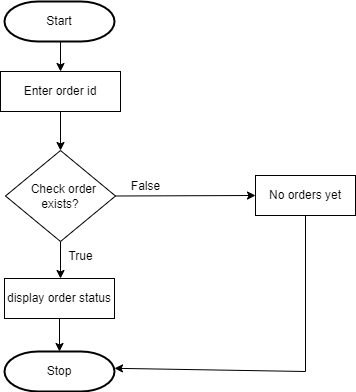 Start
Enter order id
Check order
exists?
False
No orders yet
True
display order status
Stop